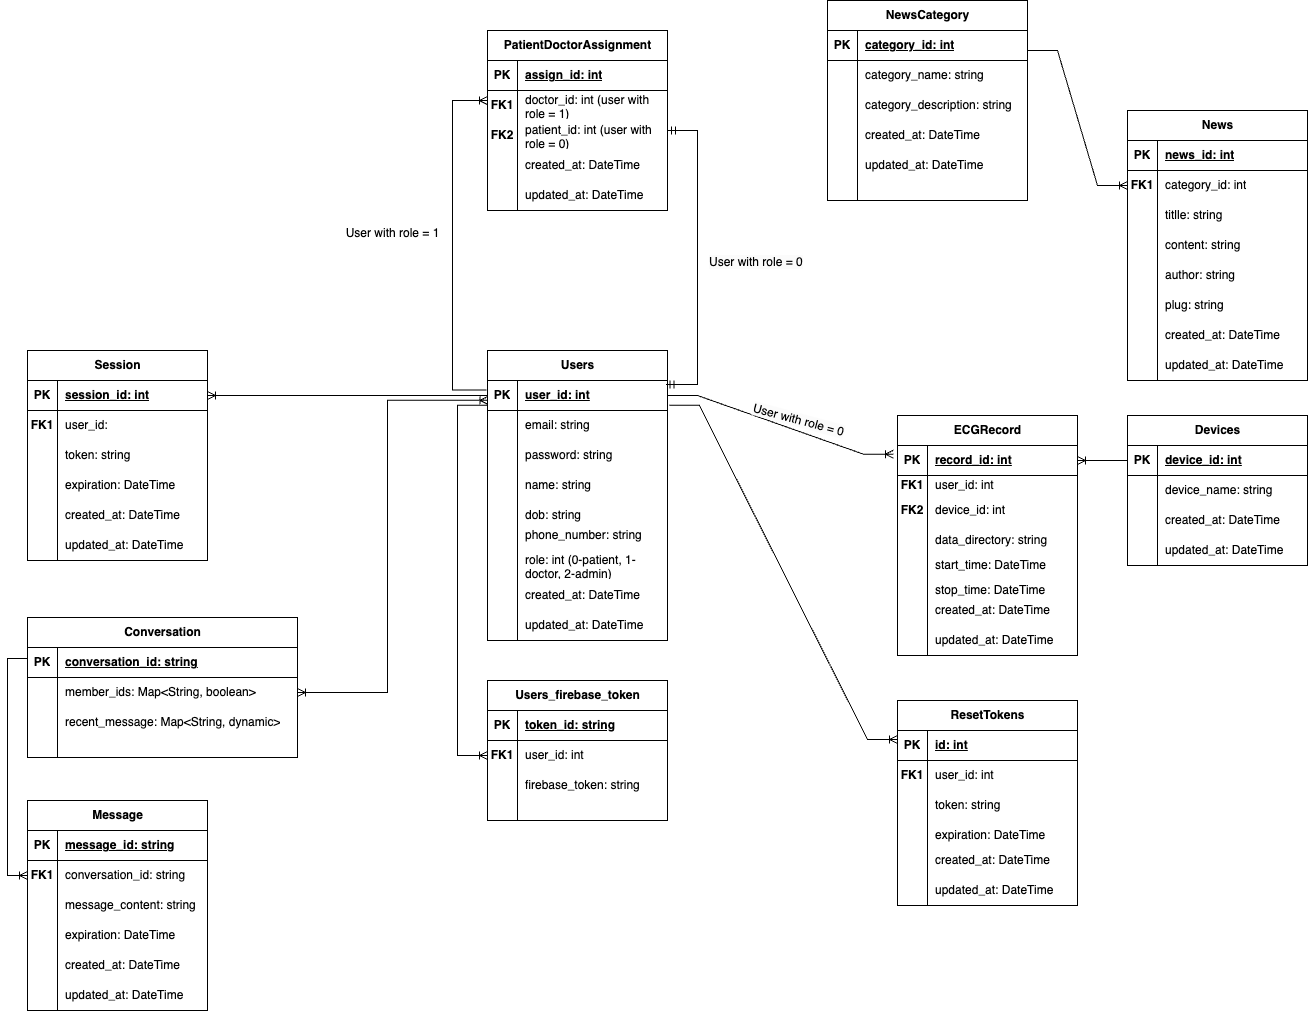 PatientDoctorAssignment
PK assign_id: int
FK1 doctor_id: int (user with
role = 1)
FK2 patient_id: int (user with
role = 0)
created_at: DateTime
updated_at: DateTime
NewsCategory
PK category_id: int
category_name: string
category_description: string
created_at: DateTime
updated_at: DateTime
News
PK news_id: int
FK1 category_id: int
titlle: string
content: string
author: string
plug: string
created_at: DateTime
updated_at: DateTime
User with role = 1
User with role = 0
Session
PK session_id: int
FK1 user_id:
token: string
expiration: DateTime
created_at: DateTime
updated_at: DateTime
Users
PK user_id: int
email: string
password: string
name: string
dob: string
phone_number: string
role: int (0-patient, 1-
doctor, 2-admin)
created_at: DateTime
updated_at: DateTime
User with role = 0
ECGRecord
PK record_id: int
FK1 user_id: int
FK2 device_id: int
data_directory: string
start_time: DateTime
stop_time: DateTime
created_at: DateTime
updated_at: DateTime
Devices
PK device_id: int
device_name: string
created_at: DateTime
updated_at: DateTime
Conversation
PK conversation_id: string
member_ids: Map<String, boolean>
recent_message: Map<String, dynamic>
Users_firebase_token
PK token_id: string
FK1 user_id: int
firebase_token: string
ResetTokens
PK id: int
FK1 user_id: int
token: string
expiration: DateTime
created_at: DateTime
updated_at: DateTime
Message
PK message_id: string
FK1 conversation_id: string
message_content: string
expiration: DateTime
created_at: DateTime
updated_at: DateTime